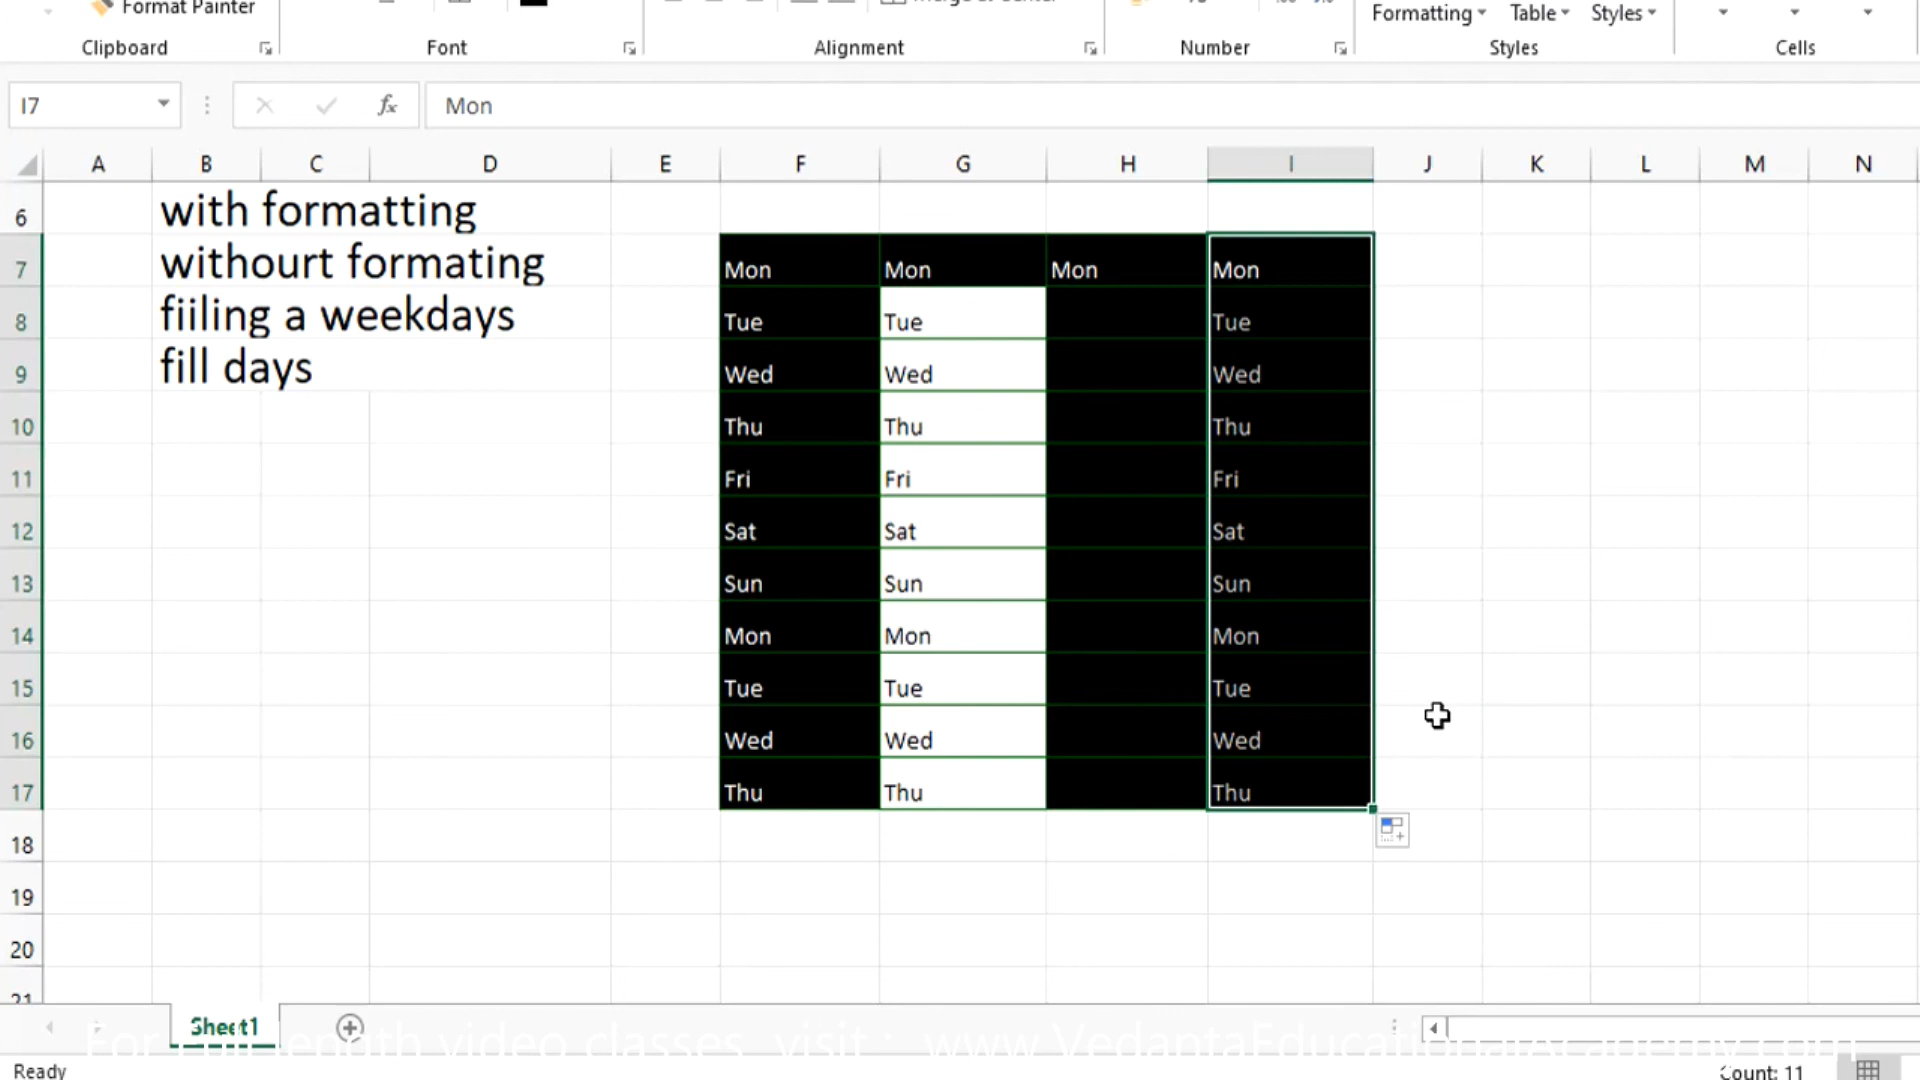 Format Painter
Formatting Table Styles
Clipboard Font Alignment Number Styles Cells
I7 fx Mon
A B C D E F G H I J K L M N
6 with formatting
7 withourt formating Mon Mon Mon Mon
8 fiiling a weekdays Tue Tue Tue
9 fill days Wed Wed Wed
10 Thu Thu Thu
11 Fri Fri Fri
12 Sat Sat Sat
13 Sun Sun Sun
14 Mon Mon Mon
15 Tue Tue Tue
16 Wed Wed Wed
17 Thu Thu Thu
18
19
20
21
Sheet1
video classes, visit www.VedantaEducationalAcademy.com
Ready Count: 11